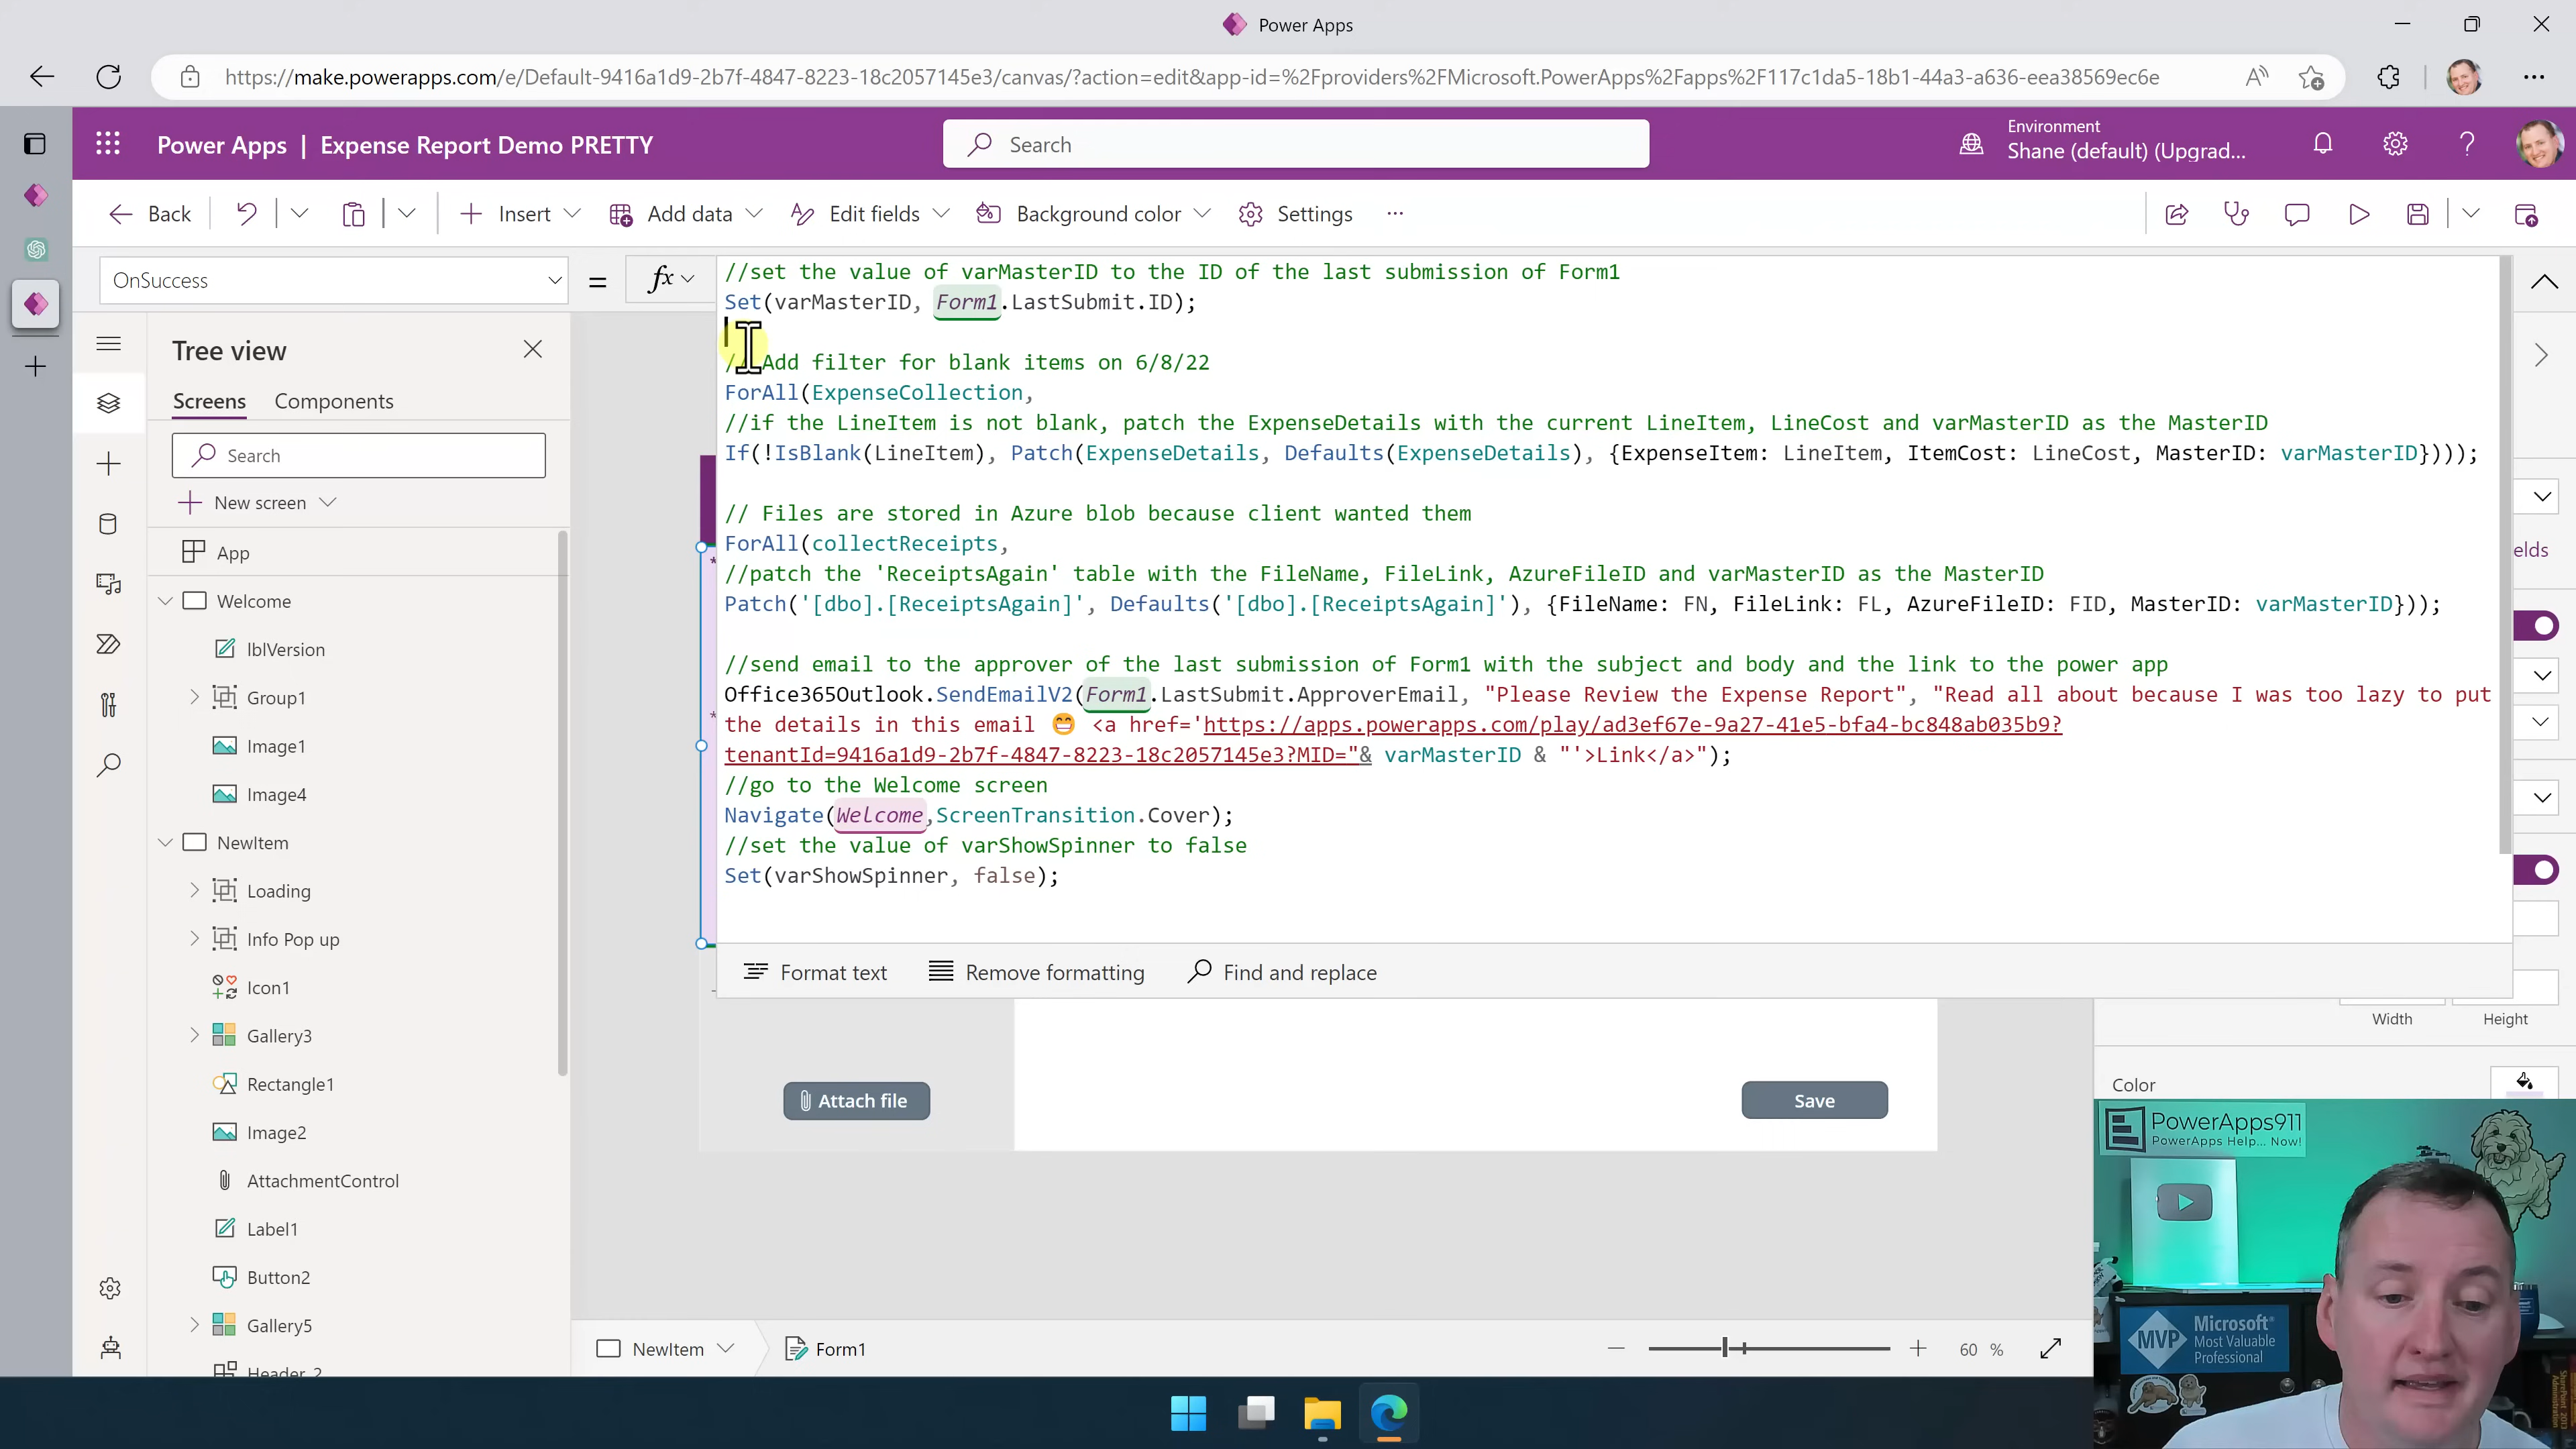 Power Apps
https://make.powerapps.com/e/Default-9416a1d9-2b7f-4847-8223-18c2057145e3/canvas/?action=edit&app-id=%2Fproviders%2FMicrosoft.PowerApps%2Fapps%2F117c1da5-18b1-44a3-a636-eea38569ec6e
Power Apps | Expense Report Demo PRETTY
Search
Environment
Shane (default) (Upgrad...
Back
Insert
Add data
Edit fields
Background color
Settings
OnSuccess
=
fx
//set the value of varMasterID to the ID of the last submission of Form1
Set(varMasterID, Form1.LastSubmit.ID);
// Add filter for blank items on 6/8/22
ForAll(ExpenseCollection,
//if the LineItem is not blank, patch the ExpenseDetails with the current LineItem, LineCost and varMasterID as the MasterID
If(!IsBlank(LineItem), Patch(ExpenseDetails, Defaults(ExpenseDetails), {ExpenseItem: LineItem, ItemCost: LineCost, MasterID: varMasterID})));
// Files are stored in Azure blob because client wanted them
ForAll(collectReceipts,
//patch the 'ReceiptsAgain' table with the FileName, FileLink, AzureFileID and varMasterID as the MasterID
Patch('[dbo].[ReceiptsAgain]', Defaults('[dbo].[ReceiptsAgain]'), {FileName: FN, FileLink: FL, AzureFileID: FID, MasterID: varMasterID}));
//send email to the approver of the last submission of Form1 with the subject and body and the link to the power app
Office365Outlook.SendEmailV2(Form1.LastSubmit.ApproverEmail, "Please Review the Expense Report", "Read all about because I was too lazy to put
the details in this email 😁 <a href='https://apps.powerapps.com/play/ad3ef67e-9a27-41e5-bfa4-bc848ab035b9?
tenantId=9416a1d9-2b7f-4847-8223-18c2057145e3?MID="& varMasterID & "'>Link</a>");
//go to the Welcome screen
Navigate(Welcome,ScreenTransition.Cover);
//set the value of varShowSpinner to false
Set(varShowSpinner, false);
Format text
Remove formatting
Find and replace
Tree view
Screens
Components
Search
New screen
App
Welcome
lblVersion
Group1
Image1
Image4
NewItem
Loading
Info Pop up
Icon1
Gallery3
Rectangle1
Image2
AttachmentControl
Label1
Button2
Gallery5
Header_2
elds
Width
Height
Color
Attach file
Save
NewItem
Form1
60 %
PowerApps911
PowerApps Help... Now!
MVP
Microsoft®
Most Valuable
Professional